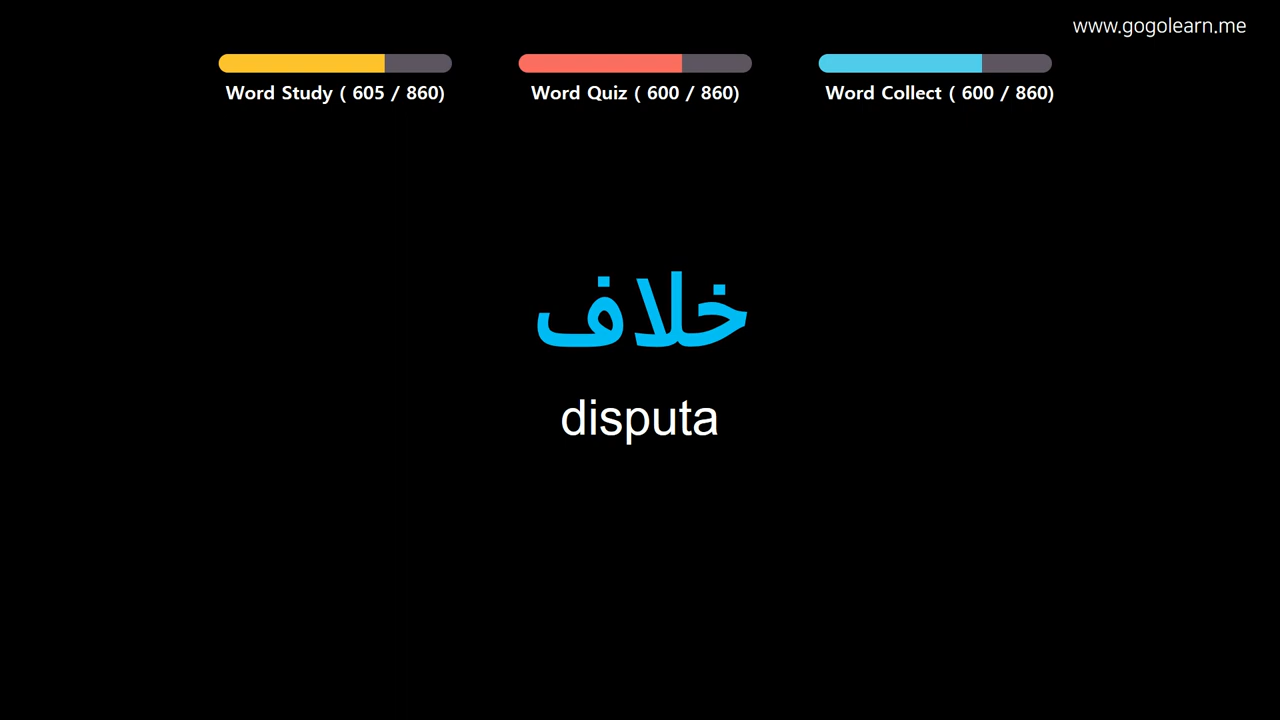 www.gogolearn.me
Word Study ( 605 / 860)
Word Quiz ( 600 / 860)
Word Collect ( 600 / 860)
خلاف
disputa